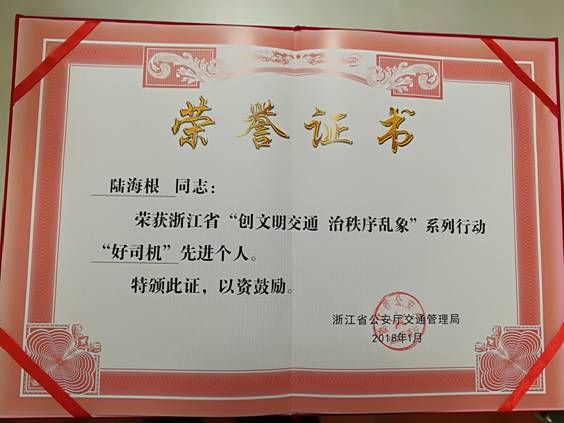 荣誉证书
陆海根 同志：
荣获浙江省“创文明交通 治秩序乱象”系列行动
“好司机”先进个人。
特颁此证，以资鼓励。
浙江省公安厅交通管理局
2018年1月